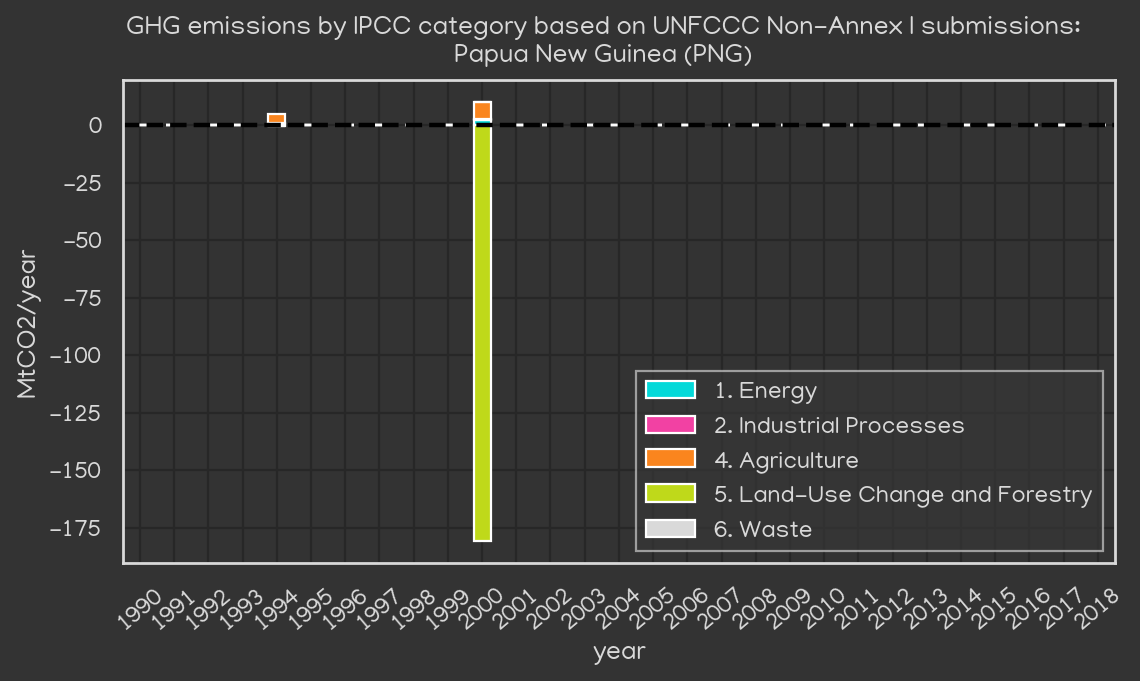 GHG emissions by IPCC category based on UNFCCC Non-Annex I submissions:
Papua New Guinea (PNG)
MtCO2/year
0
-25
-50
-75
-100
-125
-150
-175
1. Energy
2. Industrial Processes
4. Agriculture
5. Land-Use Change and Forestry
6. Waste
1990 1991 1992 1993 1994 1995 1996 1997 1998 1999 2000 2001 2002 2003 2004 2005 2006 2007 2008 2009 2010 2011 2012 2013 2014 2015 2016 2017 2018
year